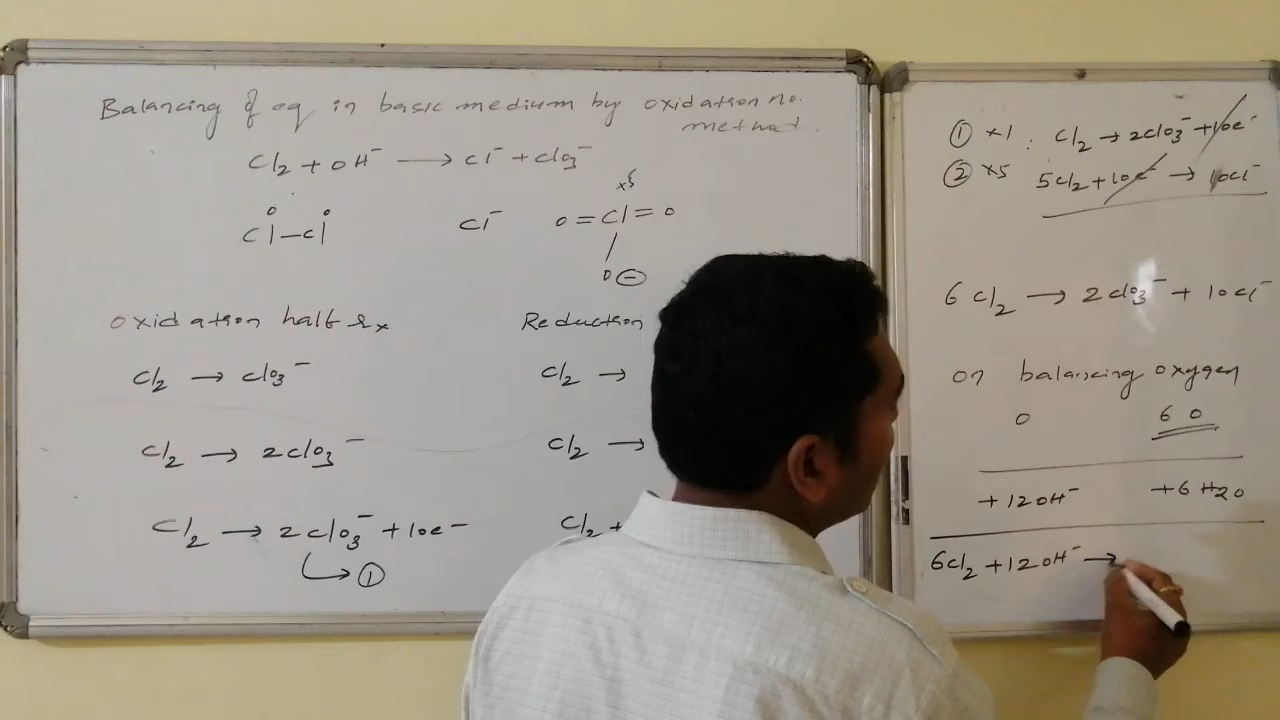 Balancing of eq in basic medium by oxidation no.
method.
Cl₂ + OH⁻ → Cl⁻ + ClO₃⁻
+5
O O
Cl–Cl Cl⁻ O=Cl=O
O⊖
Oxidation half rx Reduction
Cl₂ → ClO₃⁻ Cl₂ →
Cl₂ → 2ClO₃⁻ Cl₂ →
Cl₂ → 2ClO₃⁻ + 10e⁻ Cl₂ +
→ ①
① ×1 : Cl₂ → 2ClO₃⁻ + 10e⁻
② ×5 5Cl₂ + 10e⁻ → 10Cl⁻
6Cl₂ → 2ClO₃⁻ + 10Cl⁻
on balancing oxygen
O 6 O
+12OH⁻ +6H₂O
6Cl₂ + 12OH⁻ →